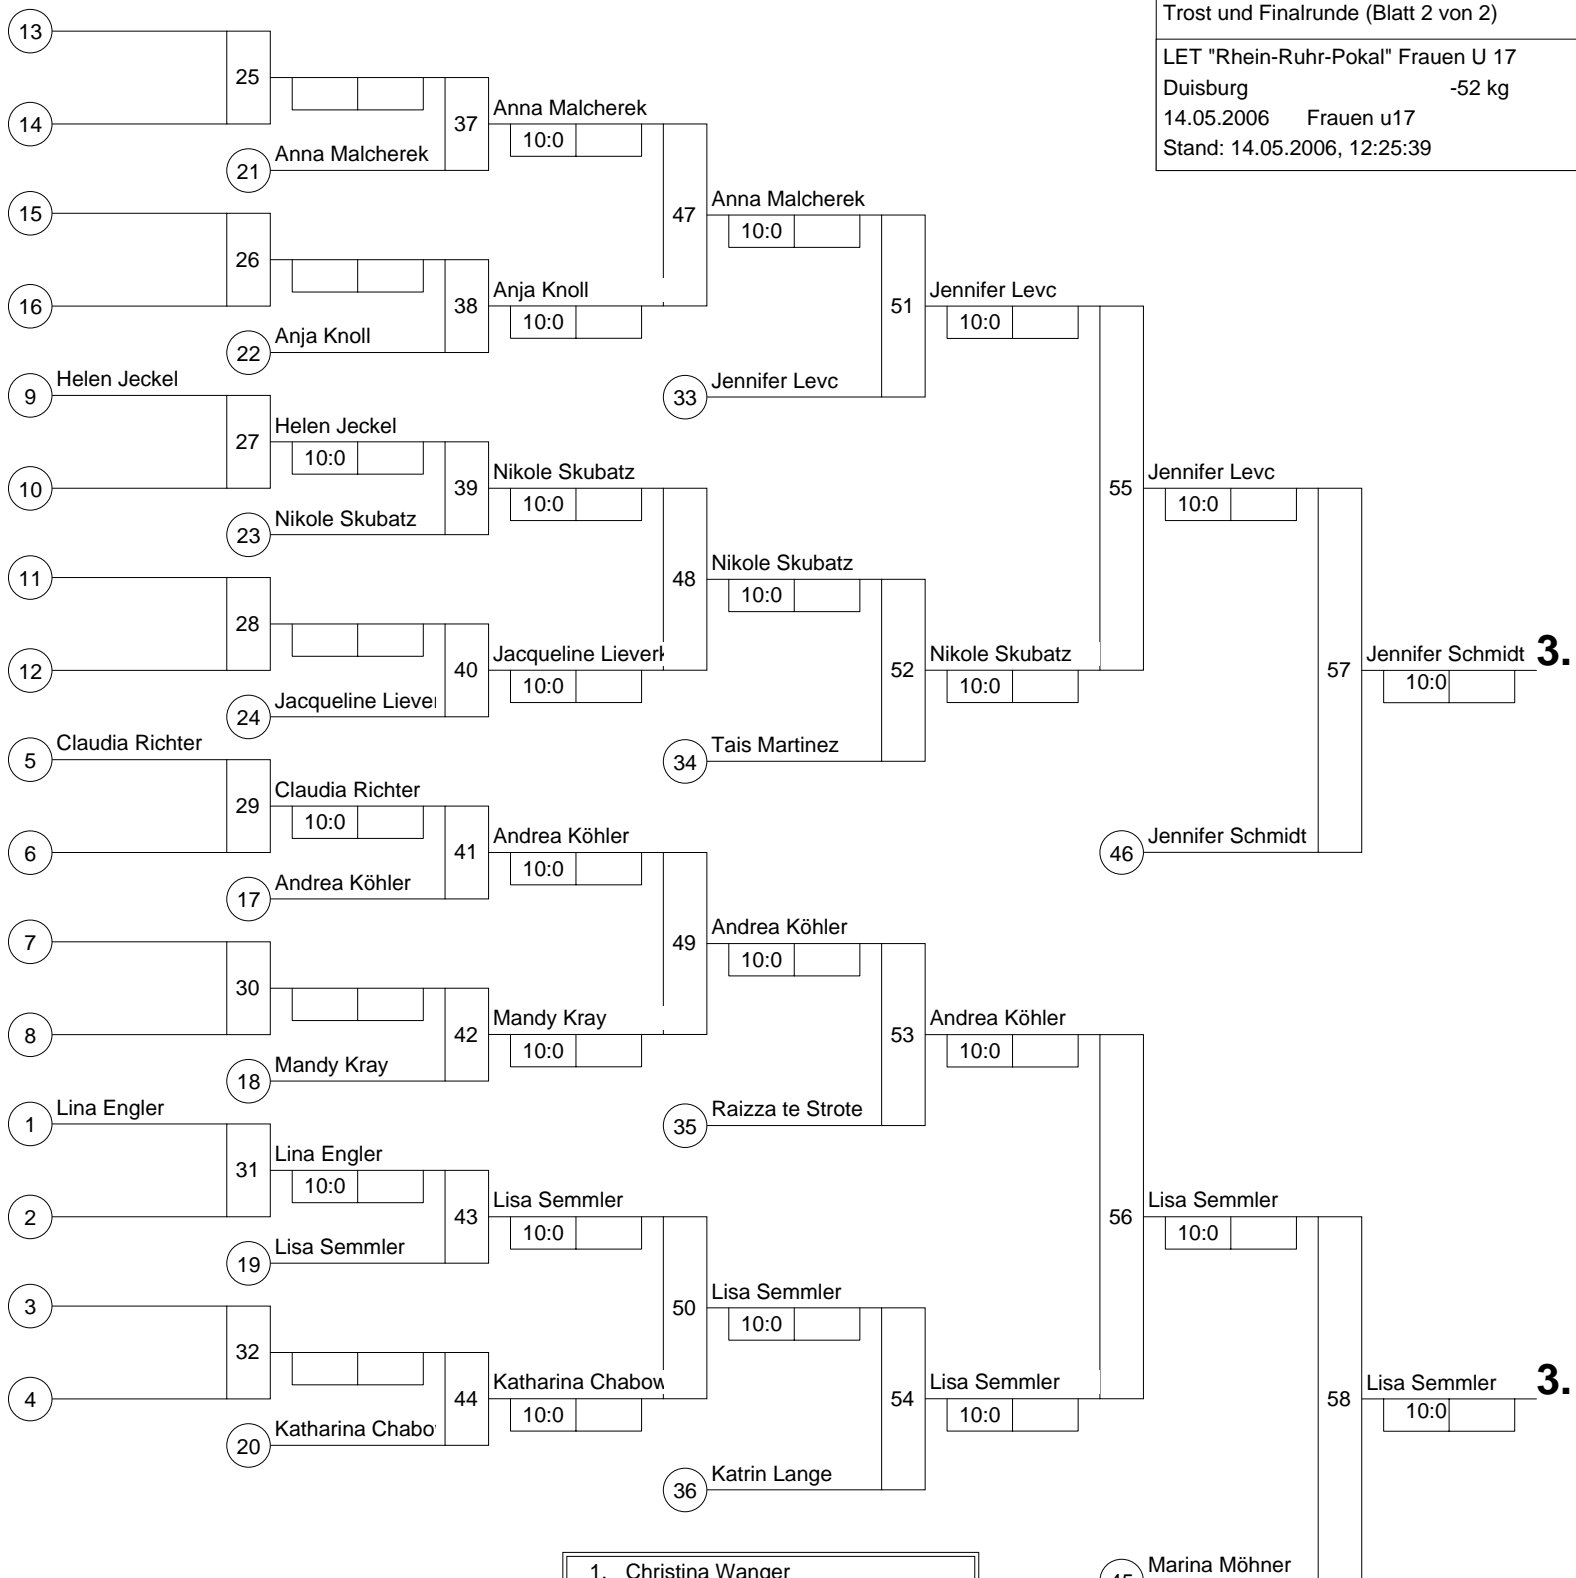 Trost und Finalrunde (Blatt 2 von 2)
LET "Rhein-Ruhr-Pokal" Frauen U 17
Duisburg -52 kg
14.05.2006 Frauen u17
Stand: 14.05.2006, 12:25:39
13
25
14
37
Anna Malcherek
10:0
21
Anna Malcherek
15
47
Anna Malcherek
10:0
26
16
38
Anja Knoll
10:0
22
Anja Knoll
51
Jennifer Levc
10:0
9
Helen Jeckel
33
Jennifer Levc
27
Helen Jeckel
10:0
10
39
Nikole Skubatz
10:0
55
Jennifer Levc
10:0
23
Nikole Skubatz
11
48
Nikole Skubatz
10:0
28
12
40
Jacqueline Lieverk
10:0
52
Nikole Skubatz
10:0
57
Jennifer Schmidt 3.
10:0
24
Jacqueline Liever
5
Claudia Richter
34
Tais Martinez
29
Claudia Richter
10:0
6
41
Andrea Köhler
10:0
46
Jennifer Schmidt
17
Andrea Köhler
7
49
Andrea Köhler
10:0
30
8
42
Mandy Kray
10:0
53
Andrea Köhler
10:0
18
Mandy Kray
1
Lina Engler
35
Raizza te Strote
31
Lina Engler
10:0
2
43
Lisa Semmler
10:0
56
Lisa Semmler
10:0
19
Lisa Semmler
3
50
Lisa Semmler
10:0
32
4
44
Katharina Chabow
10:0
54
Lisa Semmler
10:0
58
Lisa Semmler 3.
10:0
20
Katharina Chabo
36
Katrin Lange
1. Christina Wanger
45
Marina Möhner